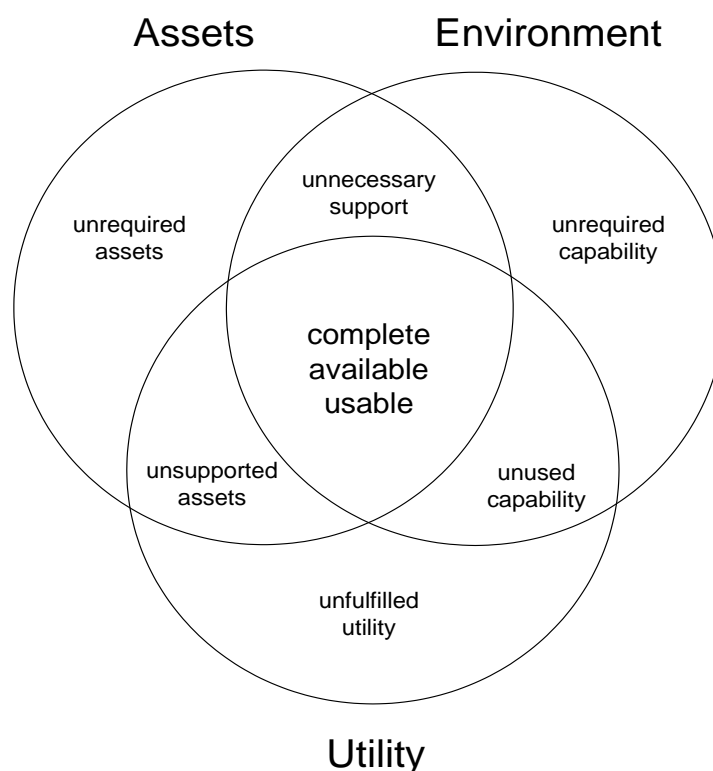 Assets
Environment
unnecessary
support
unrequired
assets
unrequired
capability
complete
available
usable
unsupported
assets
unused
capability
unfulfilled
utility
Utility